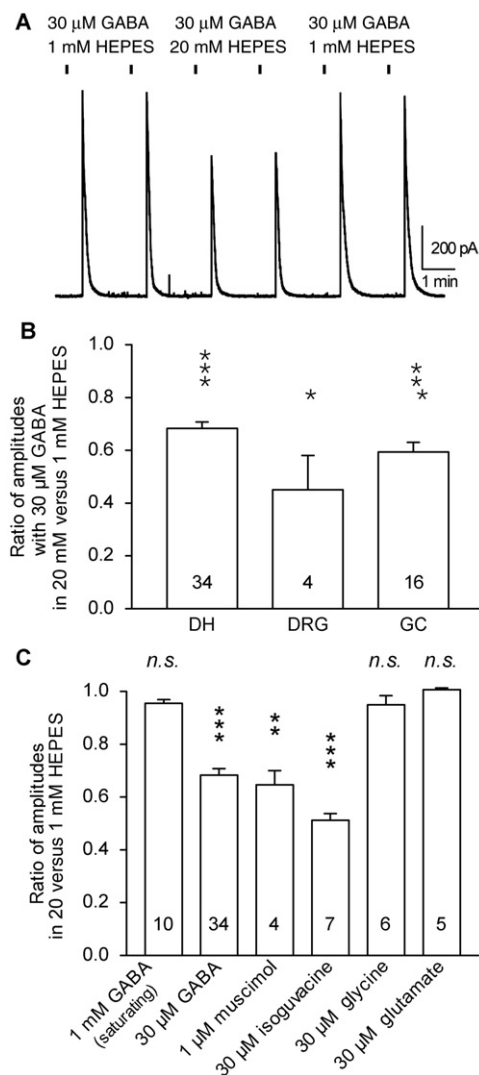 A
30 µM GABA 30 µM GABA 30 µM GABA
1 mM HEPES 20 mM HEPES 1 mM HEPES
200 pA
1 min
B
Ratio of amplitudes
with 30 µM GABA
in 20 mM versus 1 mM HEPES
1.0
0.8
0.6
0.4
0.2
0.0
***
*
***
34
4
16
DH DRG GC
C
Ratio of amplitudes
in 20 versus 1 mM HEPES
1.0
0.8
0.6
0.4
0.2
0.0
n.s.
***
**
***
n.s.
n.s.
10
34
4
7
6
5
1 mM GABA
(saturating)
30 µM GABA
1 µM muscimol
30 µM isoguvacine
30 µM glycine
30 µM glutamate